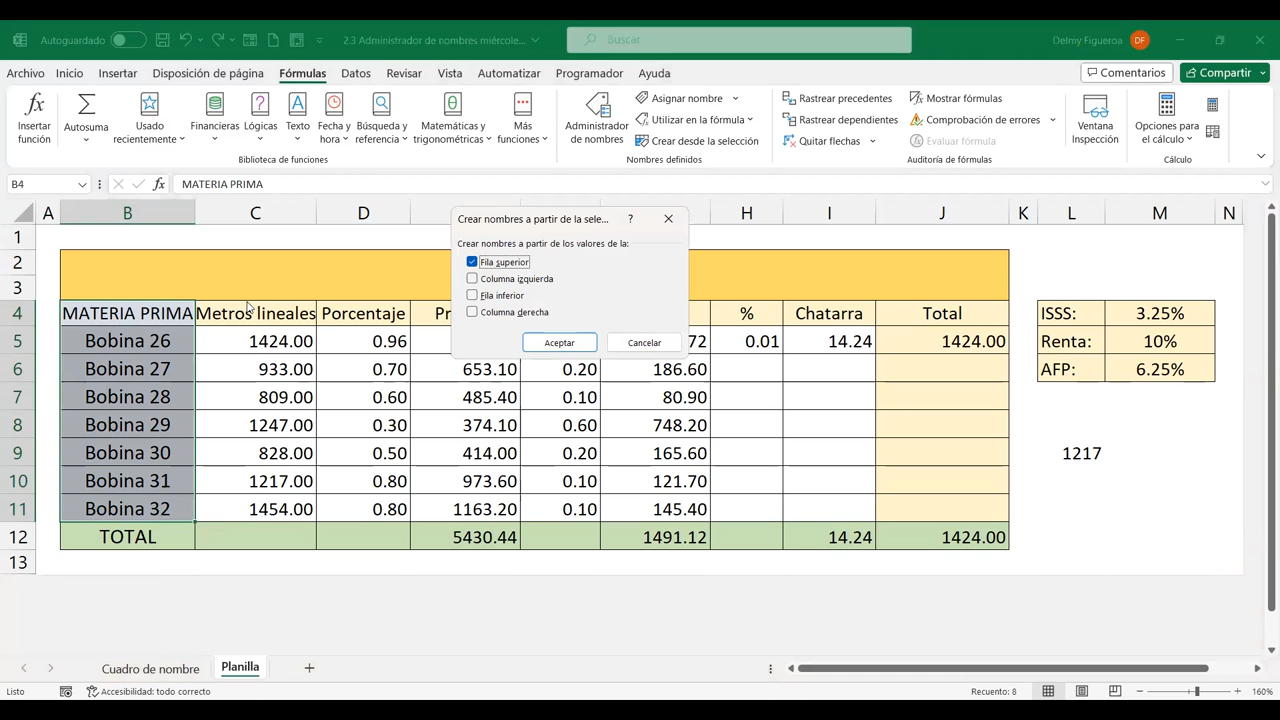 Autoguardado
2.3 Administrador de nombres miércole...
Buscar
Delmy Figueroa
DF
Archivo Inicio Insertar Disposición de página Fórmulas Datos Revisar Vista Automatizar Programador Ayuda
Comentarios
Compartir
Insertar función
Autosuma
Usado recientemente
Financieras
Lógicas
Texto
Fecha y hora
Búsqueda y referencia
Matemáticas y trigonométricas
Más funciones
Biblioteca de funciones
Administrador de nombres
Asignar nombre
Utilizar en la fórmula
Crear desde la selección
Nombres definidos
Rastrear precedentes
Rastrear dependientes
Quitar flechas
Mostrar fórmulas
Comprobación de errores
Evaluar fórmula
Auditoría de fórmulas
Ventana Inspección
Opciones para el cálculo
Cálculo
B4
fx
MATERIA PRIMA
A B C D H I J K L M N
Crear nombres a partir de la sele...
?
Crear nombres a partir de los valores de la:
Fila superior
Columna izquierda
Fila inferior
Columna derecha
Aceptar
Cancelar
1
2
3
4 MATERIA PRIMA Metros lineales Porcentaje Pr % Chatarra Total ISSS: 3.25%
5 Bobina 26 1424.00 0.96 72 0.01 14.24 1424.00 Renta: 10%
6 Bobina 27 933.00 0.70 653.10 0.20 186.60 AFP: 6.25%
7 Bobina 28 809.00 0.60 485.40 0.10 80.90
8 Bobina 29 1247.00 0.30 374.10 0.60 748.20
9 Bobina 30 828.00 0.50 414.00 0.20 165.60 1217
10 Bobina 31 1217.00 0.80 973.60 0.10 121.70
11 Bobina 32 1454.00 0.80 1163.20 0.10 145.40
12 TOTAL 5430.44 1491.12 14.24 1424.00
13
Cuadro de nombre
Planilla
Listo
Accesibilidad: todo correcto
Recuento: 8
160%